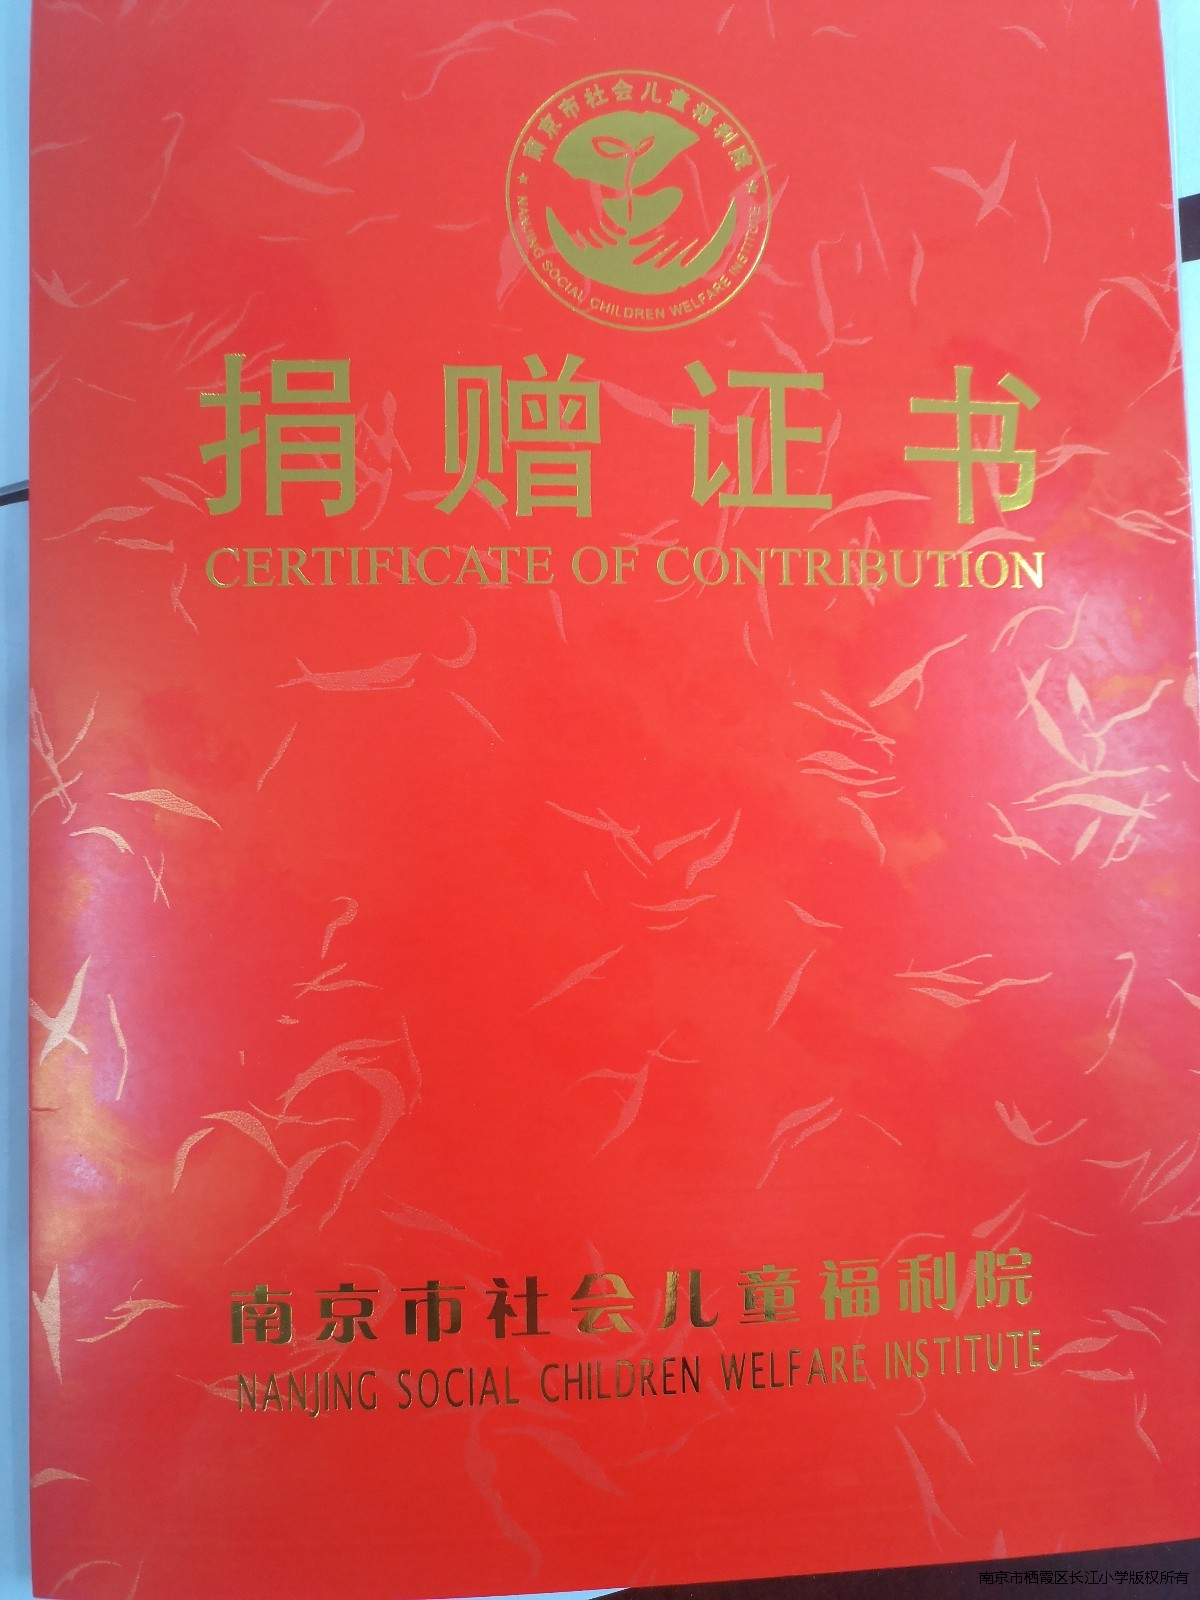 南京市社会儿童福利院
NANJING SOCIAL CHILDREN WELFARE INSTITUTE
捐赠证书
CERTIFICATE OF CONTRIBUTION
南京市社会儿童福利院
NANJING SOCIAL CHILDREN WELFARE INSTITUTE
南京市栖霞区长江小学版权所有